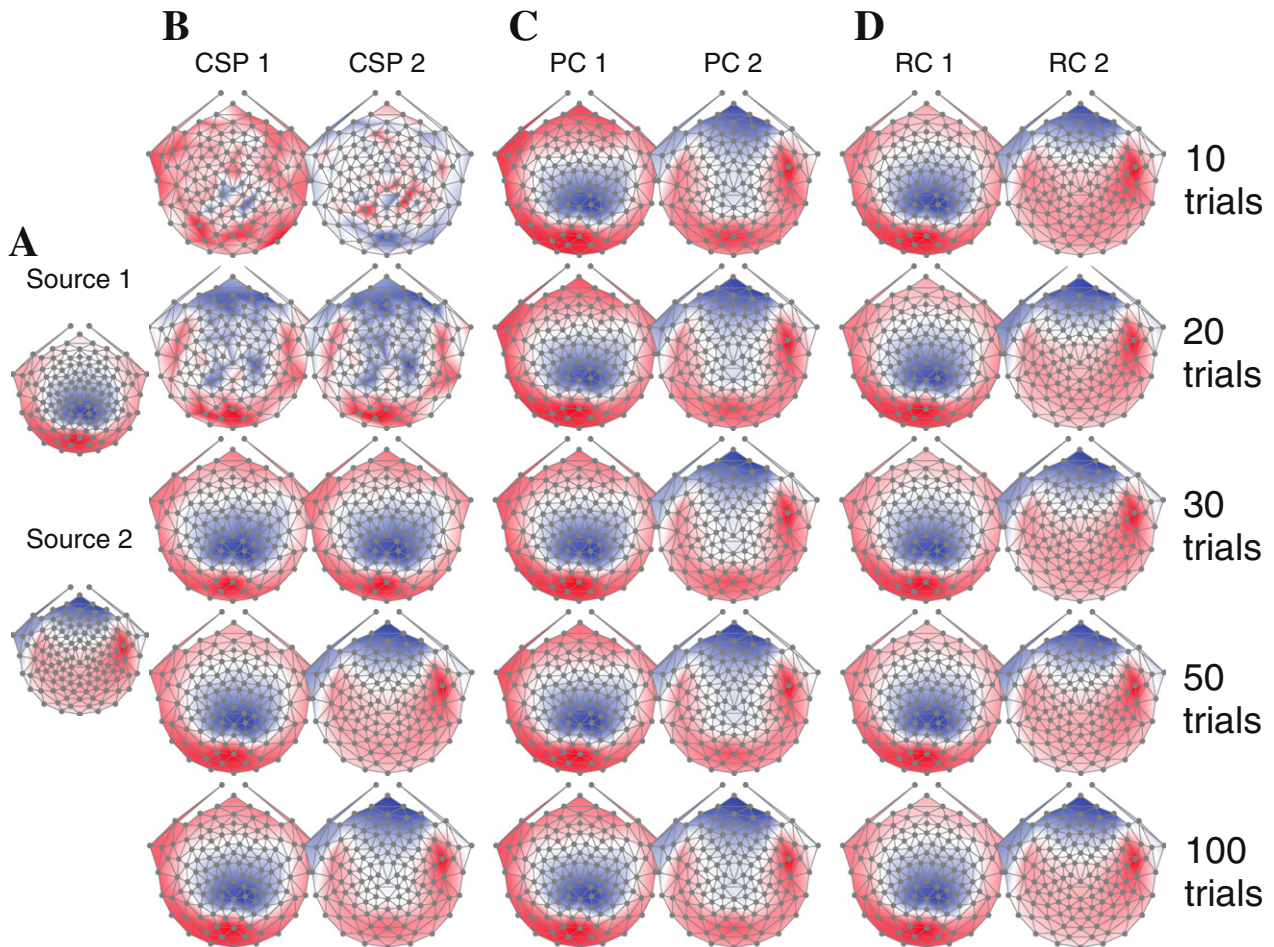 B C D
CSP 1 CSP 2 PC 1 PC 2 RC 1 RC 2
10
trials
A
Source 1
20
trials
30
trials
Source 2
50
trials
100
trials